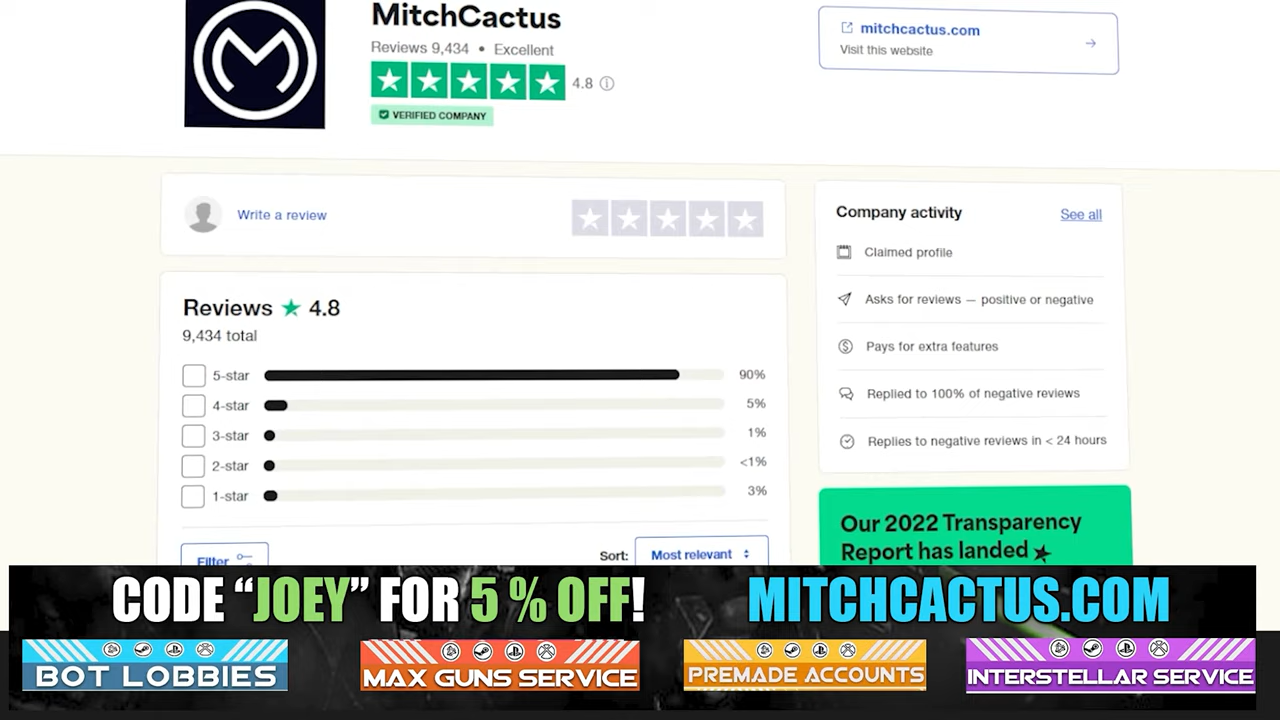 MitchCactus
Reviews 9,434 • Excellent
4.8
VERIFIED COMPANY
mitchcactus.com
Visit this website
Write a review
Company activity
See all
Claimed profile
Asks for reviews — positive or negative
Pays for extra features
Replied to 100% of negative reviews
Replies to negative reviews in < 24 hours
Reviews 4.8
9,434 total
5-star 90%
4-star 5%
3-star 1%
2-star <1%
1-star 3%
Filter
Sort: Most relevant
Our 2022 Transparency
Report has landed
CODE “JOEY” FOR 5 % OFF!
MITCHCACTUS.COM
BOT LOBBIES
MAX GUNS SERVICE
PREMADE ACCOUNTS
INTERSTELLAR SERVICE